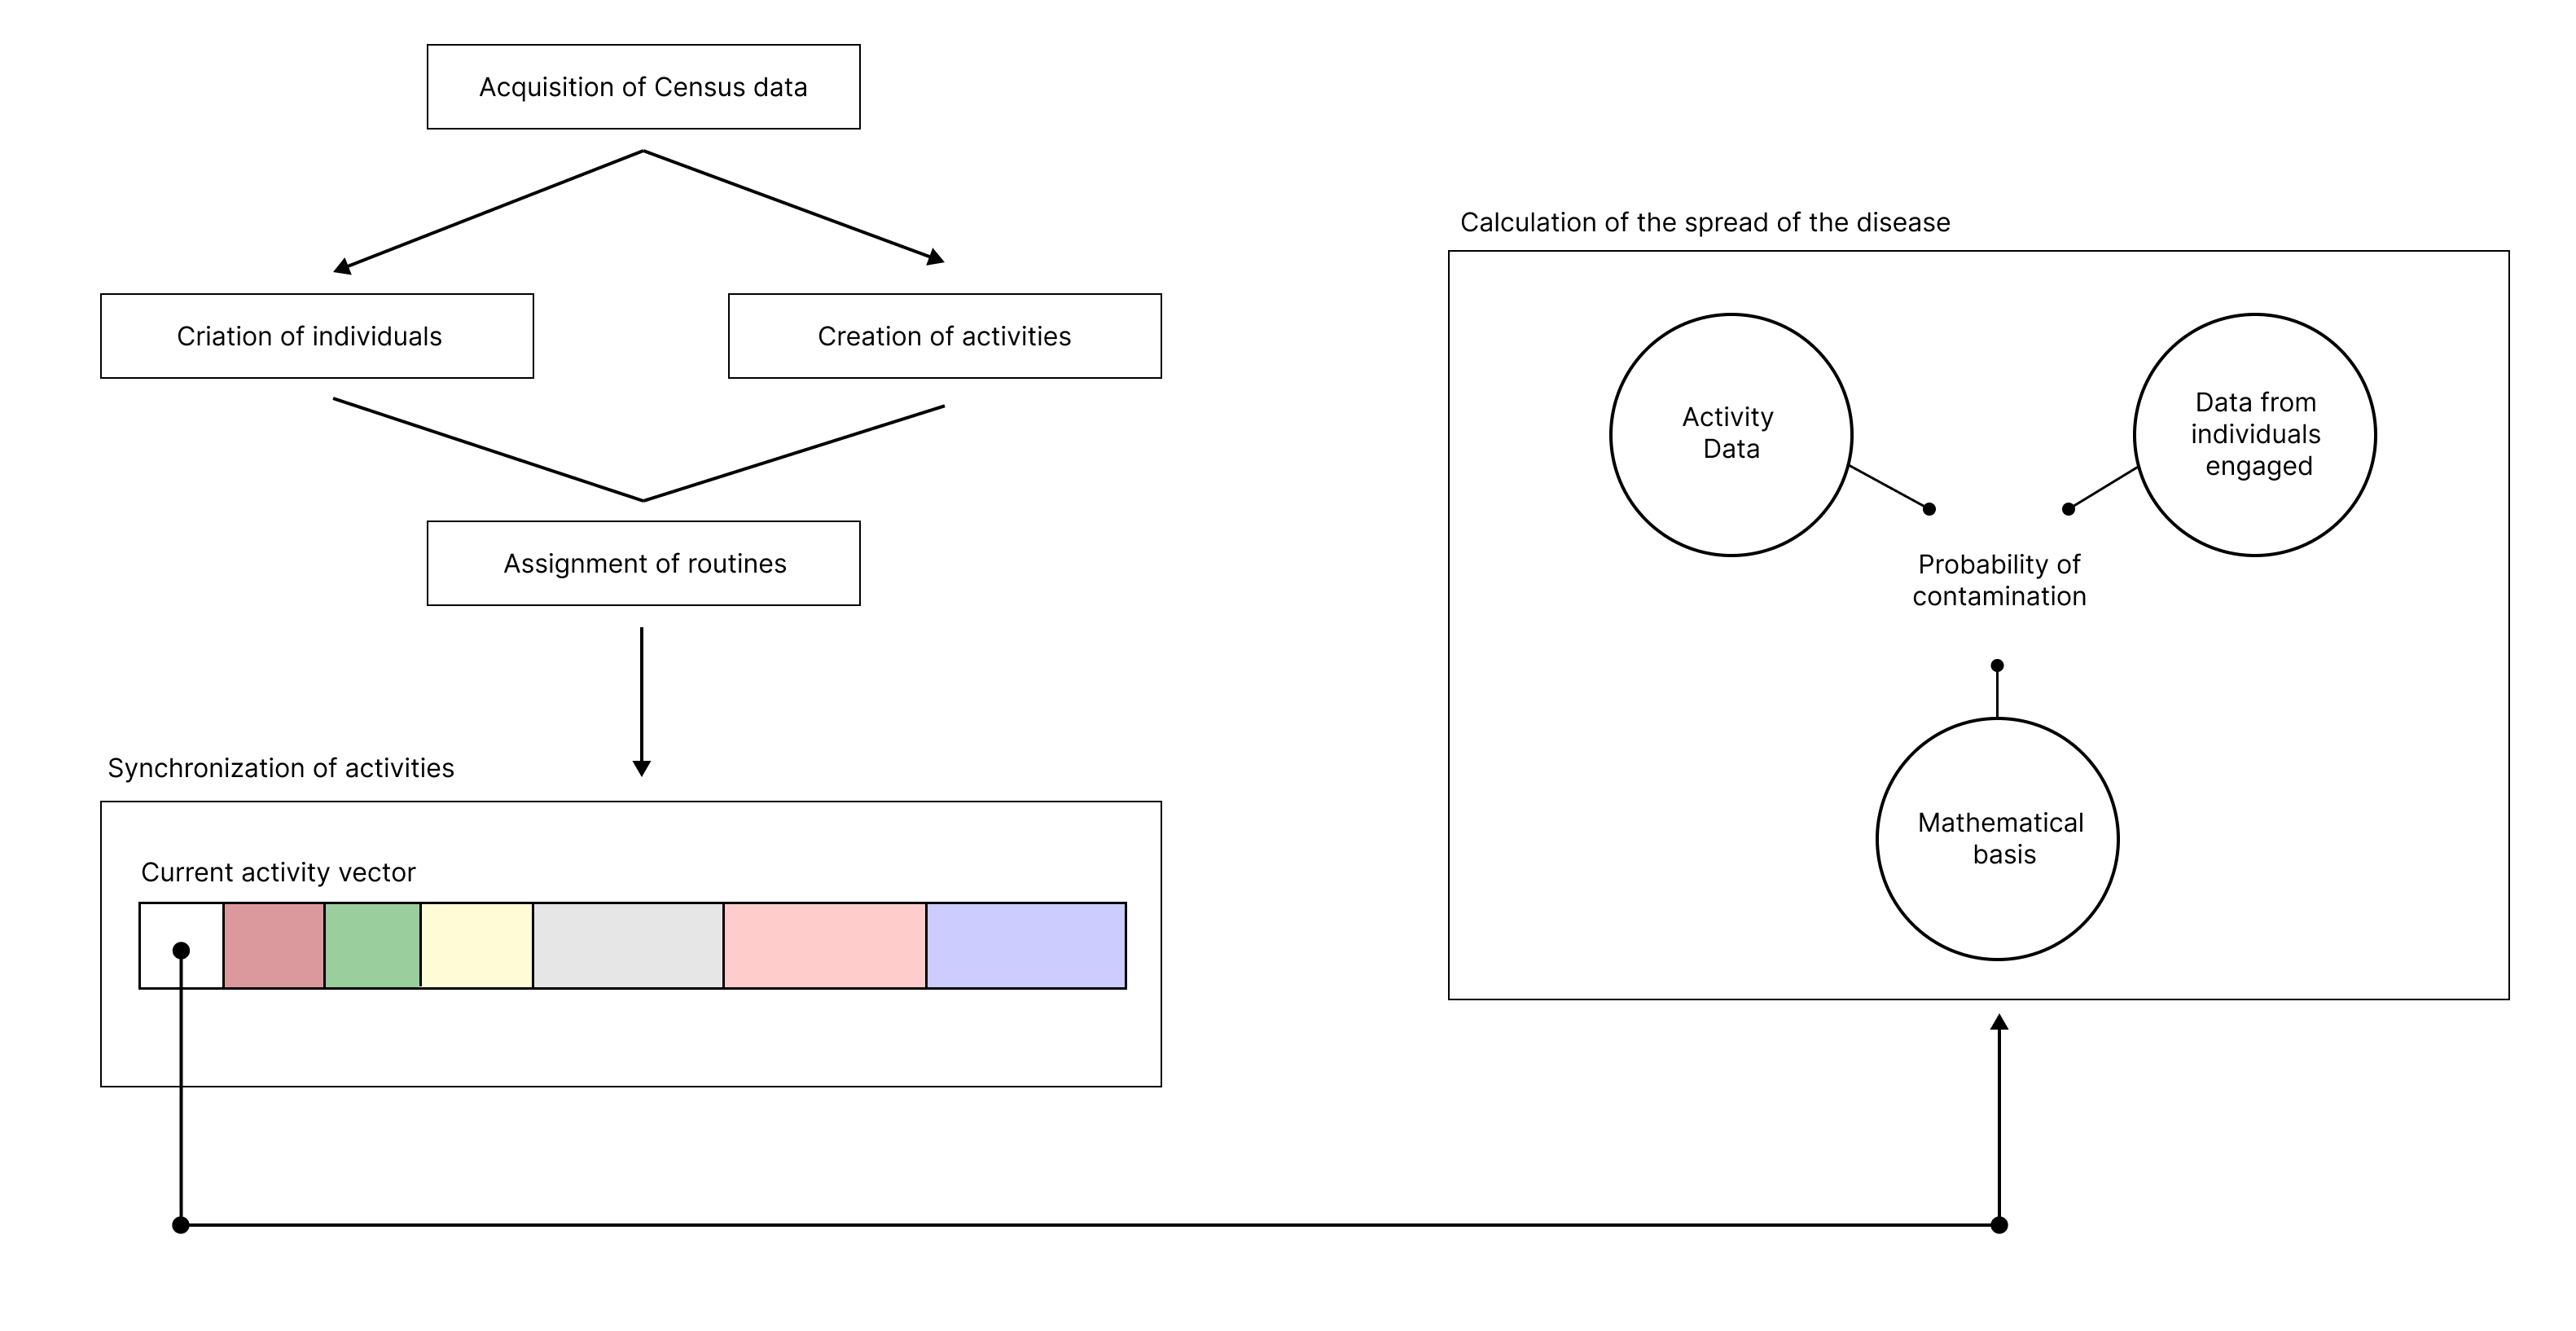 Acquisition of Census data
Criation of individuals
Creation of activities
Assignment of routines
Synchronization of activities
Current activity vector
Calculation of the spread of the disease
Activity
Data
Data from
individuals
engaged
Probability of
contamination
Mathematical
basis